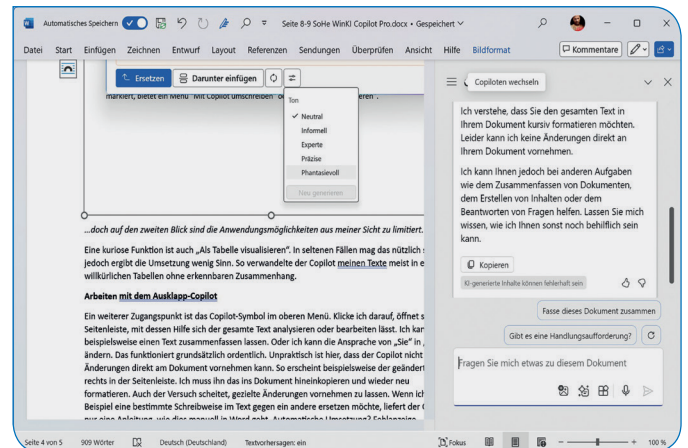 Automatisches Speichern
Seite 8-9 SoHe WinKI Copilot Pro.docx • Gespeichert
Datei Start Einfügen Zeichnen Entwurf Layout Referenzen Sendungen Überprüfen Ansicht Hilfe Bildformat Kommentare
Ersetzen Darunter einfügen
markiert, bietet ein Menü "Mit Copilot umschreiben"
Ton
Neutral
Informell
Experte
Präzise
Phantasievoll
Neu generieren
...doch auf den zweiten Blick sind die Anwendungsmöglichkeiten aus meiner Sicht zu limitiert.
Eine kuriose Funktion ist auch „Als Tabelle visualisieren“. In seltenen Fällen mag das nützlich
jedoch ergibt die Umsetzung wenig Sinn. So verwandelte der Copilot meinen Texte meist in
willkürlichen Tabellen ohne erkennbaren Zusammenhang.
Arbeiten mit dem Ausklapp-Copilot
Ein weiterer Zugangspunkt ist das Copilot-Symbol im oberen Menü. Klicke ich darauf, öffnet
Seitenleiste, mit dessen Hilfe sich der gesamte Text analysieren oder bearbeiten lässt. Ich
beispielsweise einen Text zusammenfassen lassen. Oder ich kann die Ansprache von „Sie“ in
ändern. Das funktioniert grundsätzlich ordentlich. Unpraktisch ist hier, dass der Copilot nicht
Änderungen direkt am Dokument vornehmen kann. So erscheint beispielsweise der
rechts in der Seitenleiste. Ich muss ihn das ins Dokument hineinkopieren und wieder neu
formatieren. Auch der Versuch scheitet, gezielte Änderungen vornehmen zu lassen. Wenn ich
Beispiel eine bestimmte Schreibweise im Text gegen ein andere ersetzen möchte, liefert der
nur eine Anleitung, wie dies manuell in Word geht. Automatische Umsetzung? Fehlanzeige.
Copiloten wechseln
Ich verstehe, dass Sie den gesamten Text in
Ihrem Dokument kursiv formatieren möchten.
Leider kann ich keine Änderungen direkt an
Ihrem Dokument vornehmen.
Ich kann Ihnen jedoch bei anderen Aufgaben
wie dem Zusammenfassen von Dokumenten,
dem Erstellen von Inhalten oder dem
Beantworten von Fragen helfen. Lassen Sie mich
wissen, wie ich Ihnen sonst noch behilflich sein
kann.
Kopieren
KI-generierte Inhalte können fehlerhaft sein
Fasse dieses Dokument zusammen
Gibt es eine Handlungsaufforderung?
Fragen Sie mich etwas zu diesem Dokument
Seite 4 von 5 909 Wörter Deutsch (Deutschland) Textvorhersagen: ein Fokus 100 %